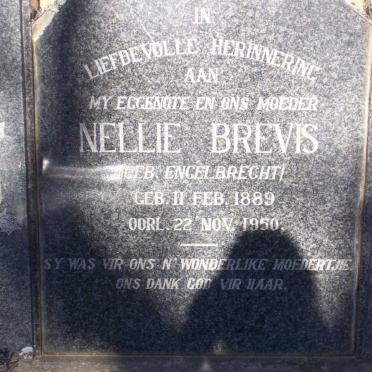 IN
LIEFDEVOLLE HERINNERING
AAN
MY EGGENOTE EN ONS MOEDER
NELLIE BREVIS
(GEB. ENGELBRECHT)
GEB. 11 FEB. 1889
OORL. 22 NOV. 1950.
SY WAS VIR ONS N' WONDERLIKE MOEDERTJIE.
ONS DANK GOD VIR HAAR.